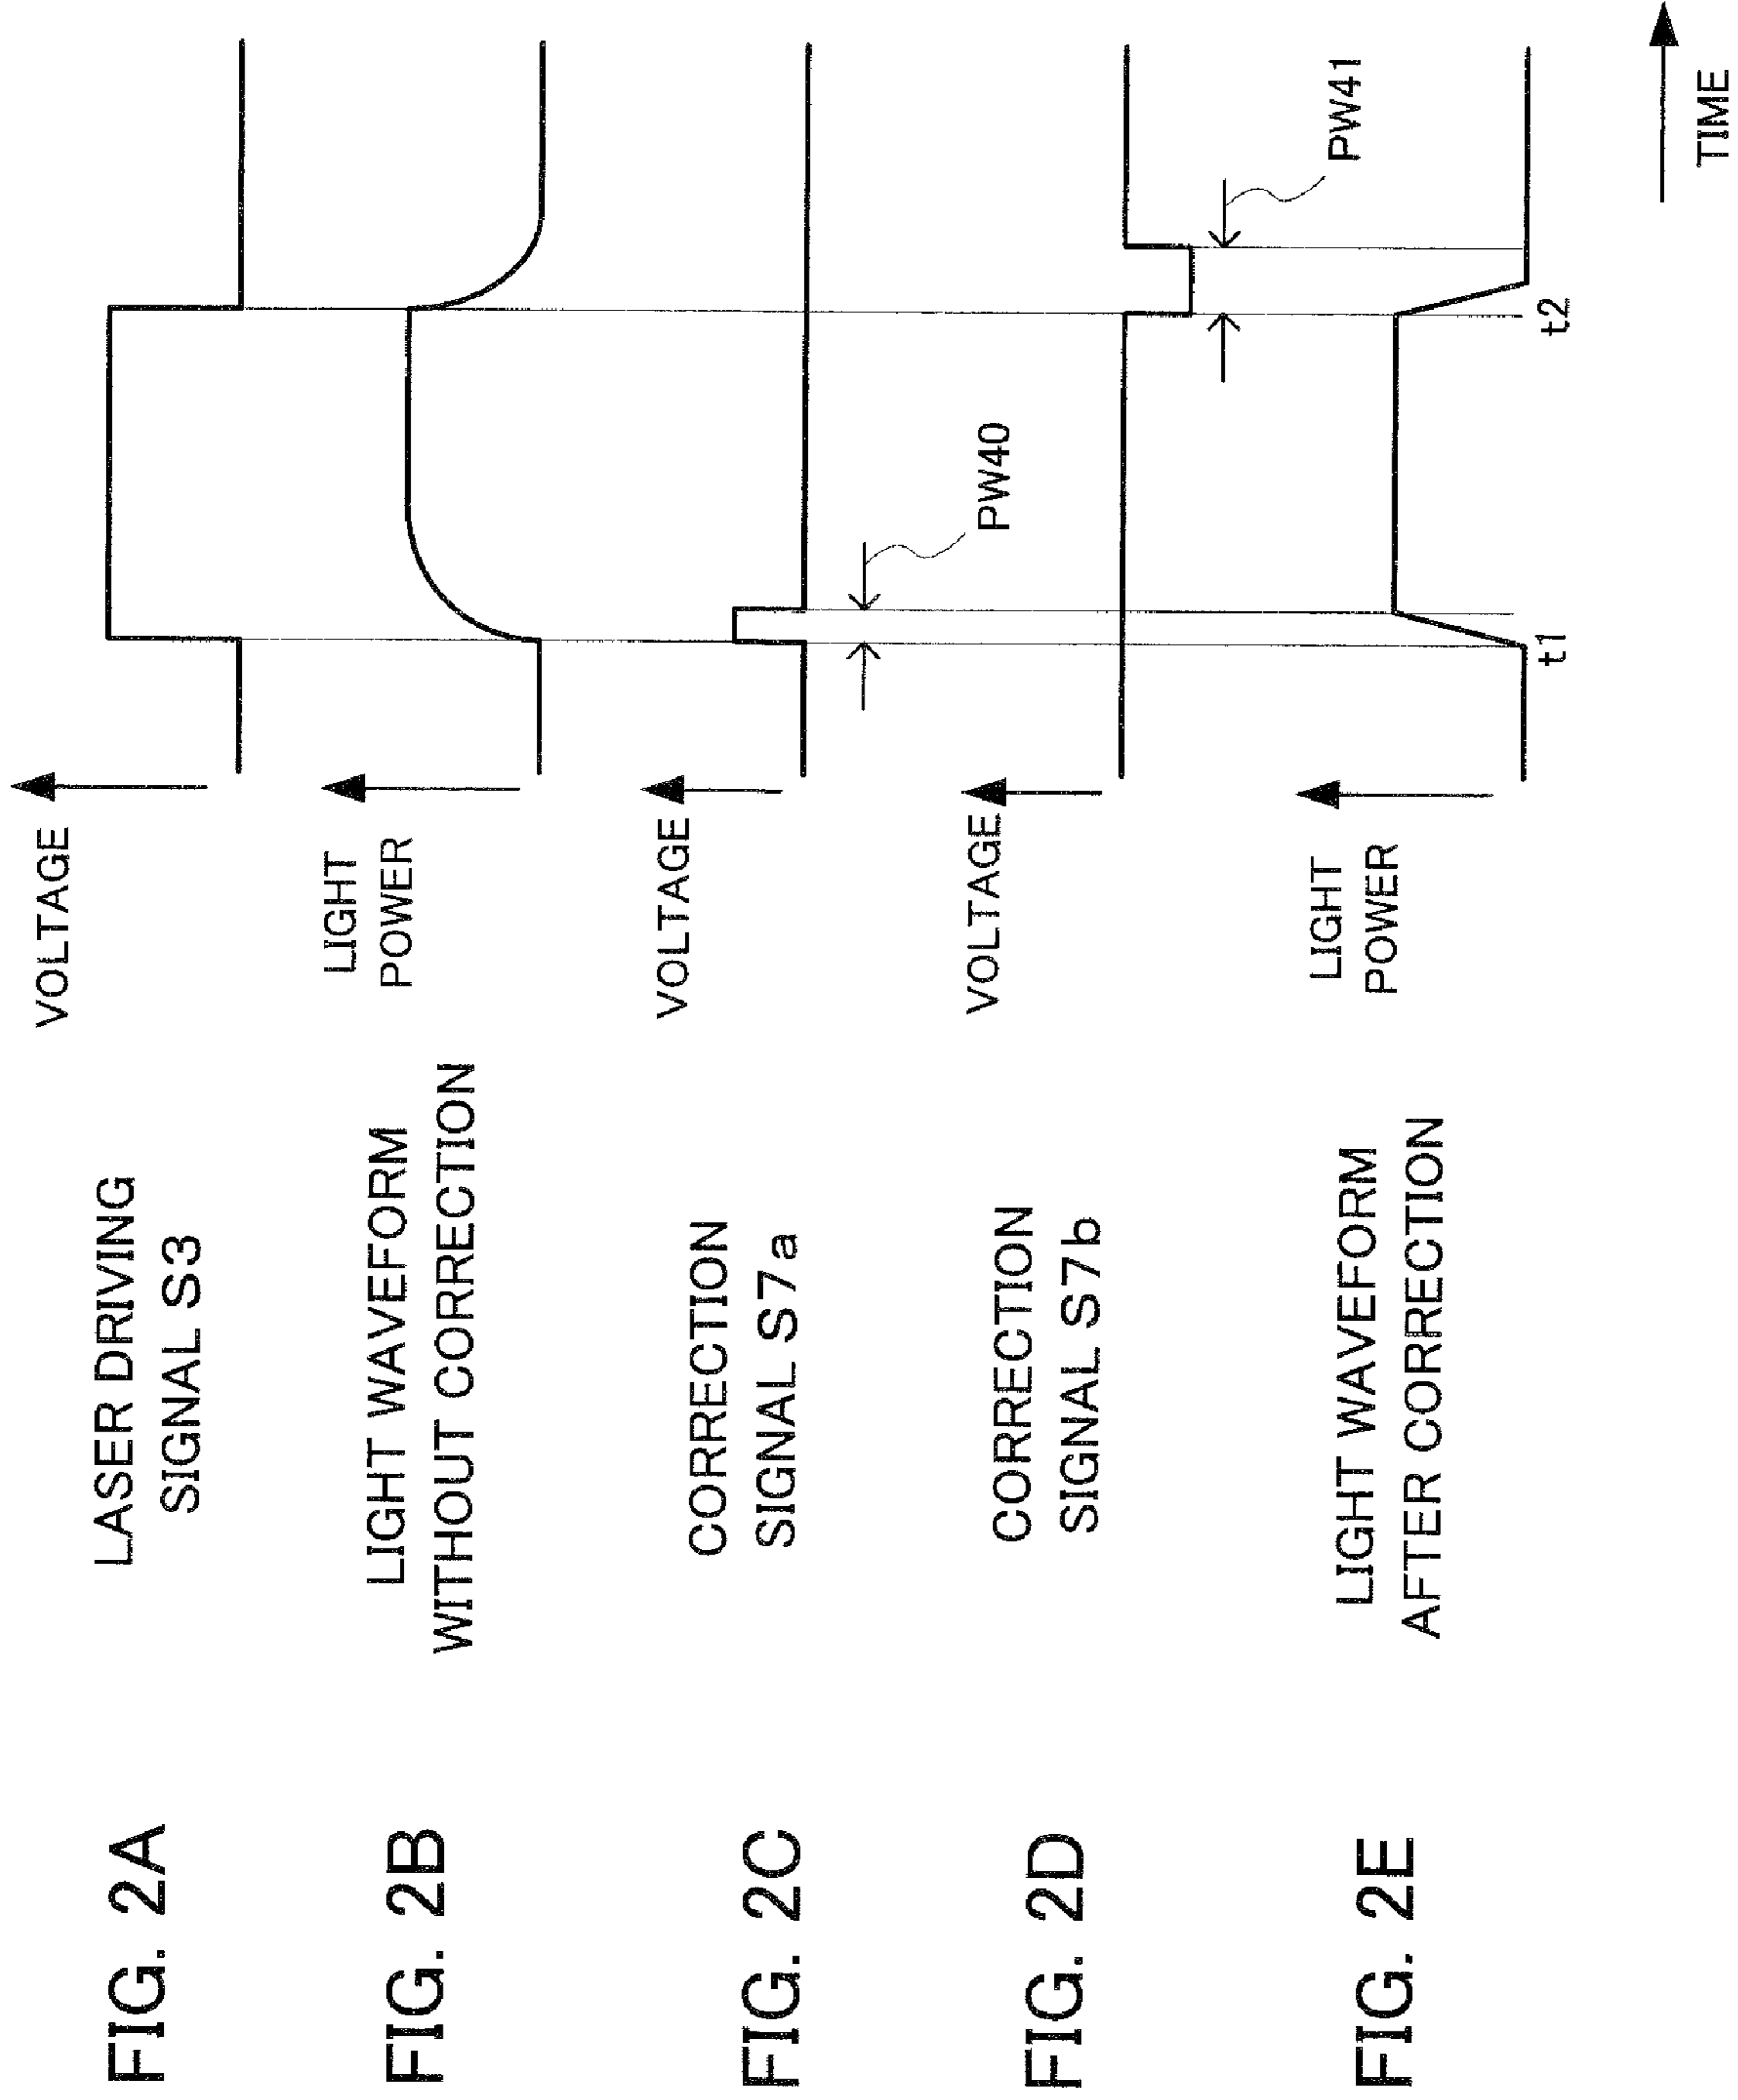 FIG. 2A
LASER DRIVING
SIGNAL S3
VOLTAGE
FIG. 2B
LIGHT WAVEFORM
WITHOUT CORRECTION
LIGHT
POWER
FIG. 2C
CORRECTION
SIGNAL S7a
VOLTAGE
PW40
FIG. 2D
CORRECTION
SIGNAL S7b
VOLTAGE
PW41
FIG. 2E
LIGHT WAVEFORM
AFTER CORRECTION
LIGHT
POWER
t1
t2
TIME